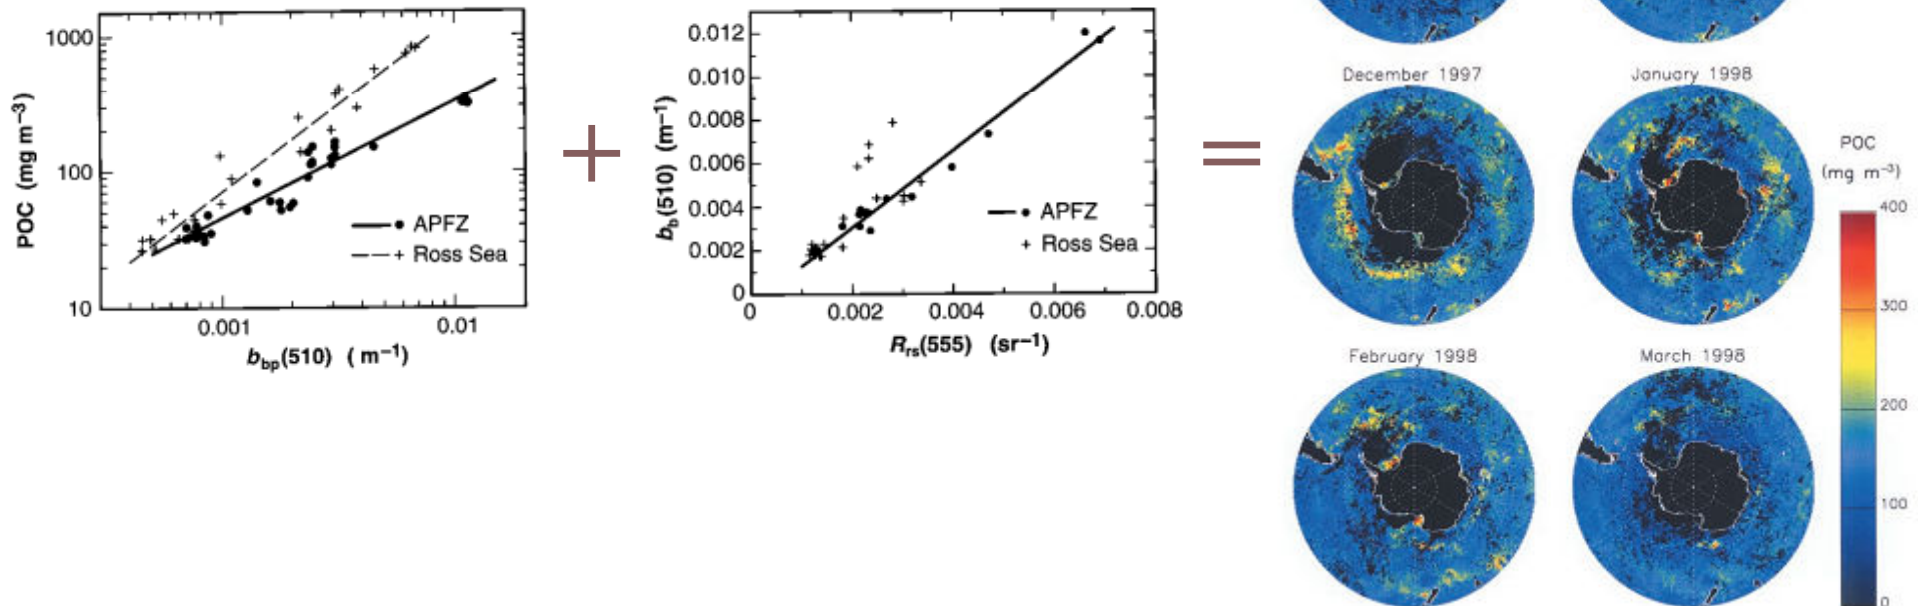 1000
100
10
POC (mg m−3)
APFZ
Ross Sea
0.001
0.01
bbp(510) ( m−1)
+
0.012
0.010
0.008
0.006
0.004
0.002
0
bb(510) (m−1)
APFZ
Ross Sea
0
0.002
0.004
0.006
0.008
Rrs(555) (sr−1)
=
December 1997
January 1998
February 1998
March 1998
POC
(mg m−3)
400
300
200
100
0